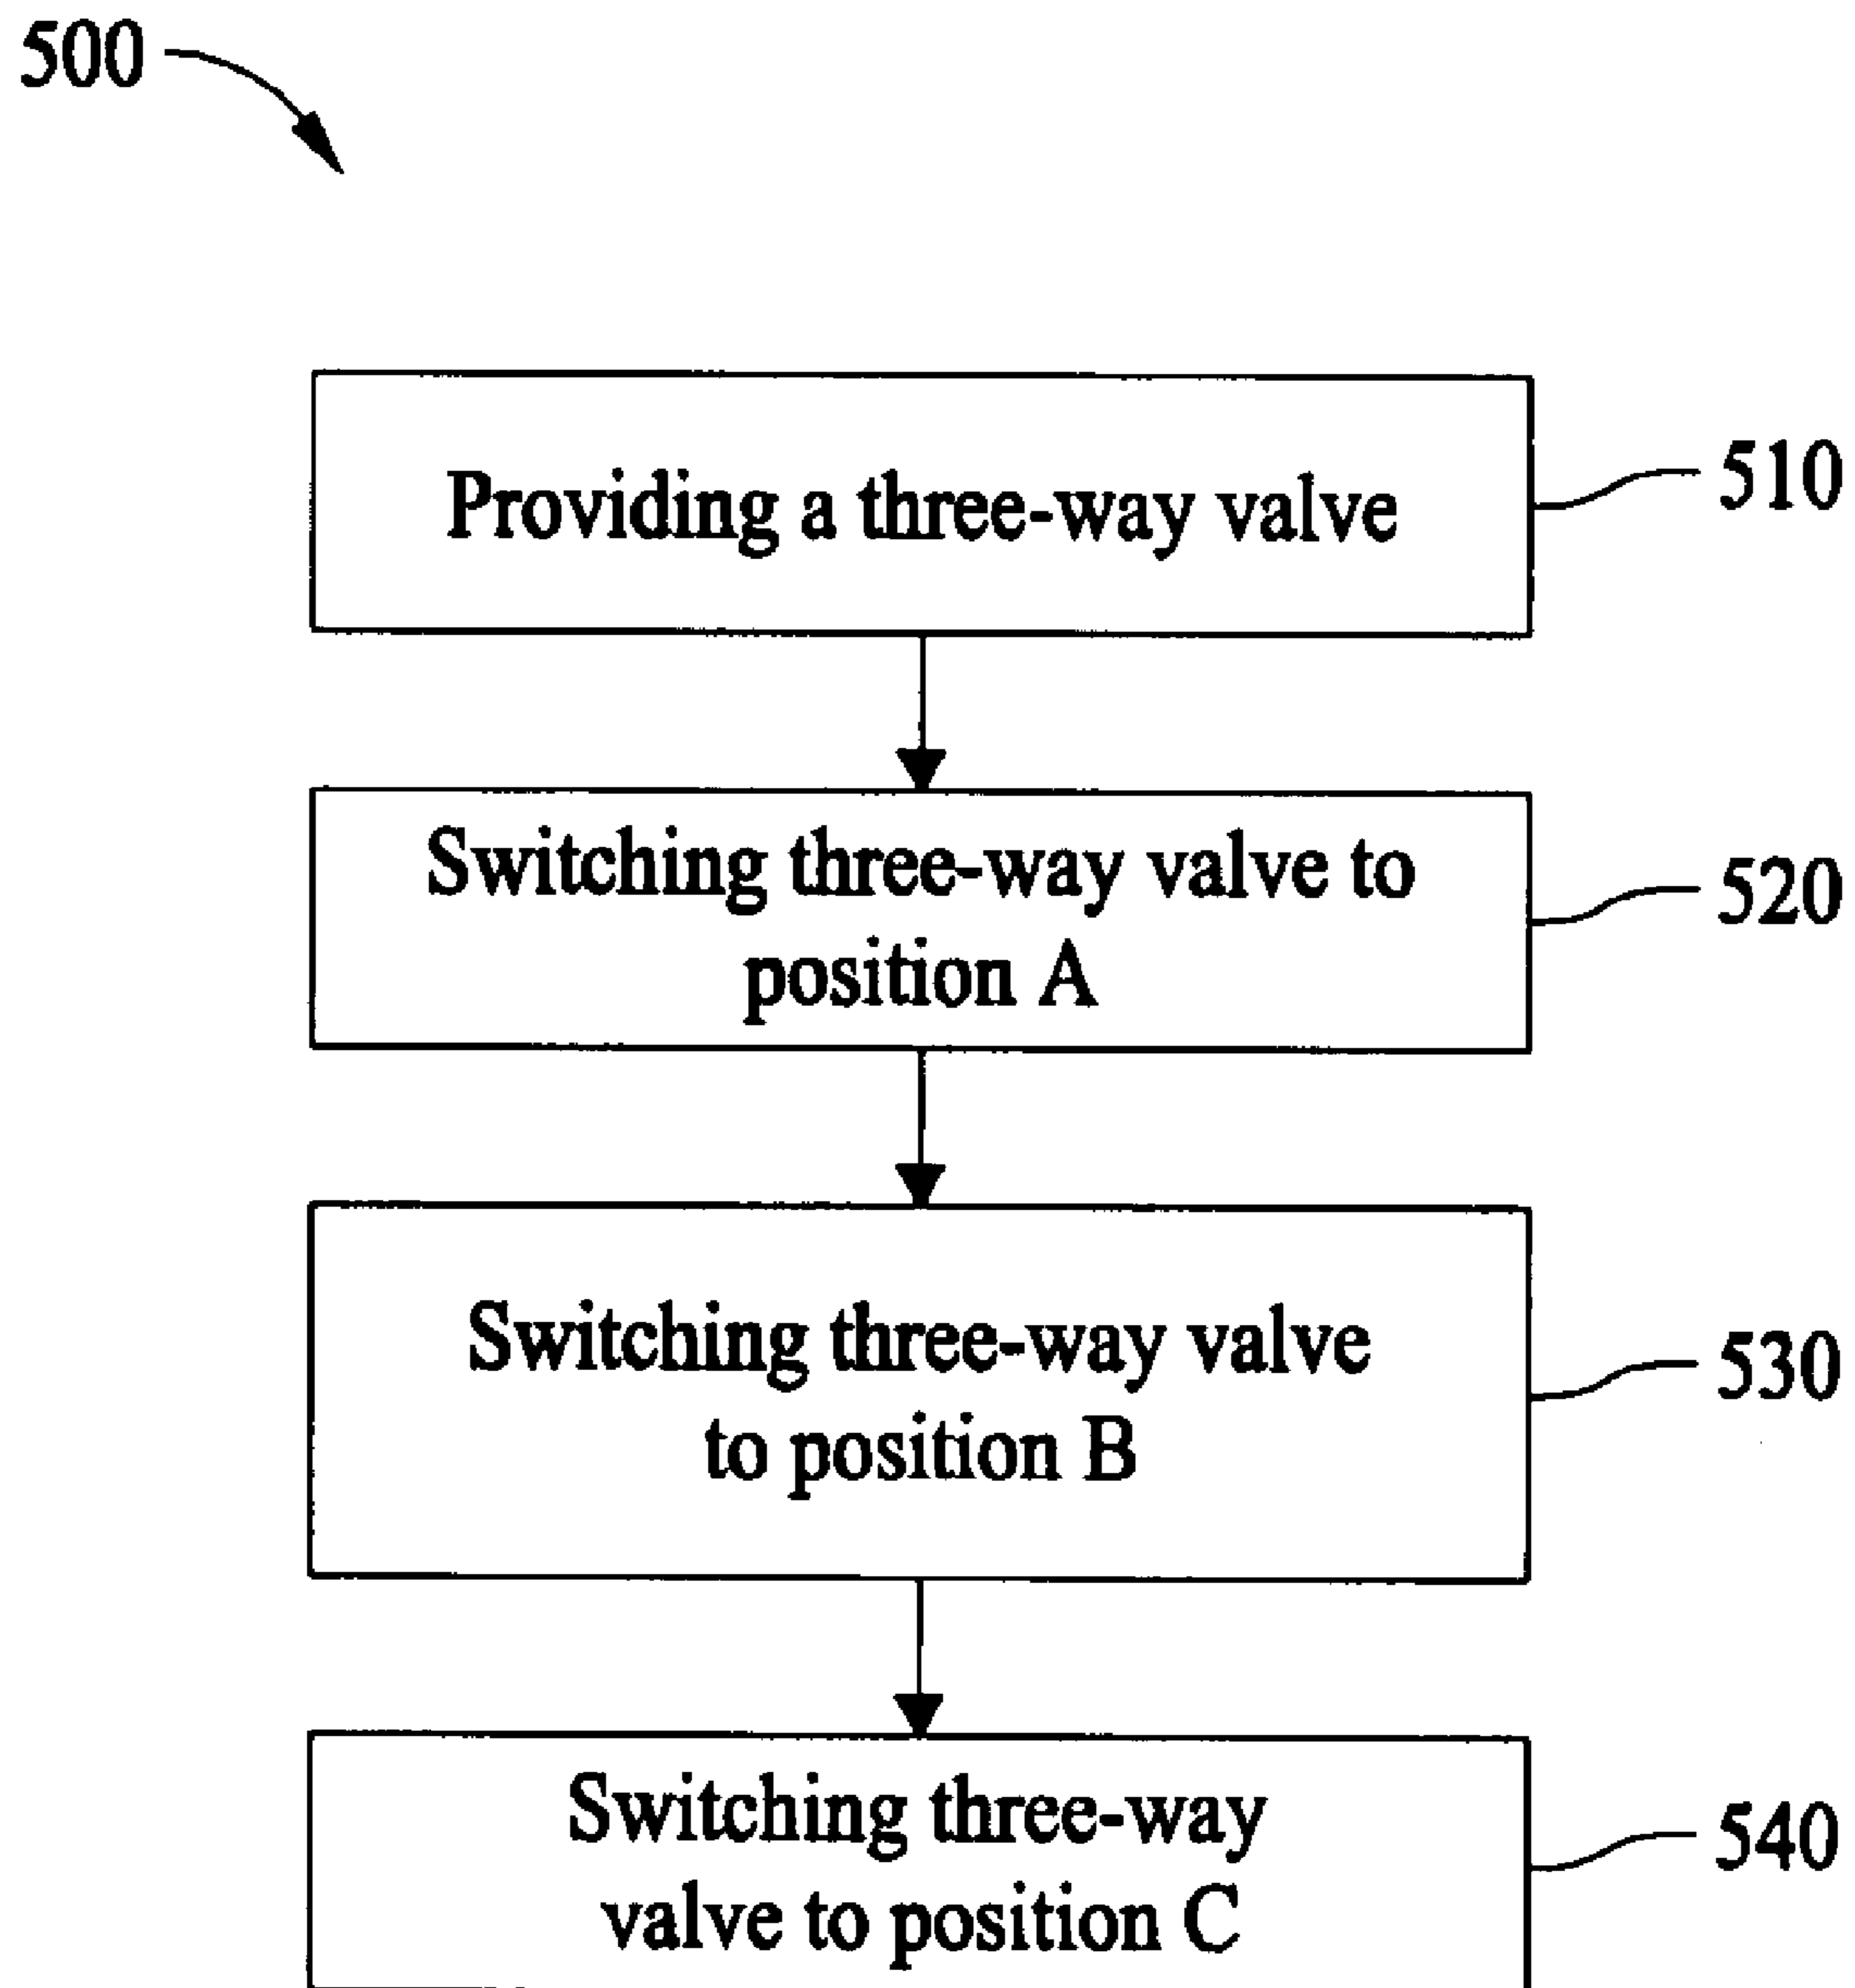 500
Providing a three-way valve
510
Switching three-way valve to
position A
520
Switching three-way valve
to position B
530
Switching three-way
valve to position C
540